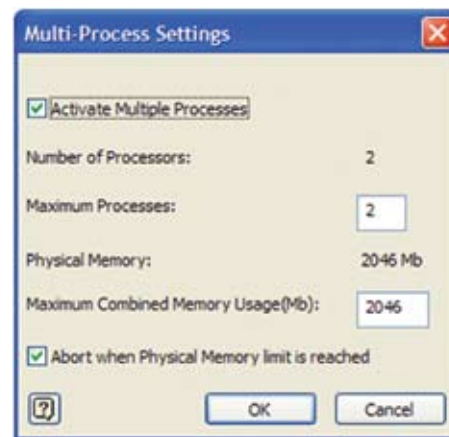 Multi-Process Settings
Activate Multiple Processes
Number of Processors: 2
Maximum Processes: 2
Physical Memory: 2046 Mb
Maximum Combined Memory Usage(Mb): 2046
Abort when Physical Memory limit is reached
? OK Cancel